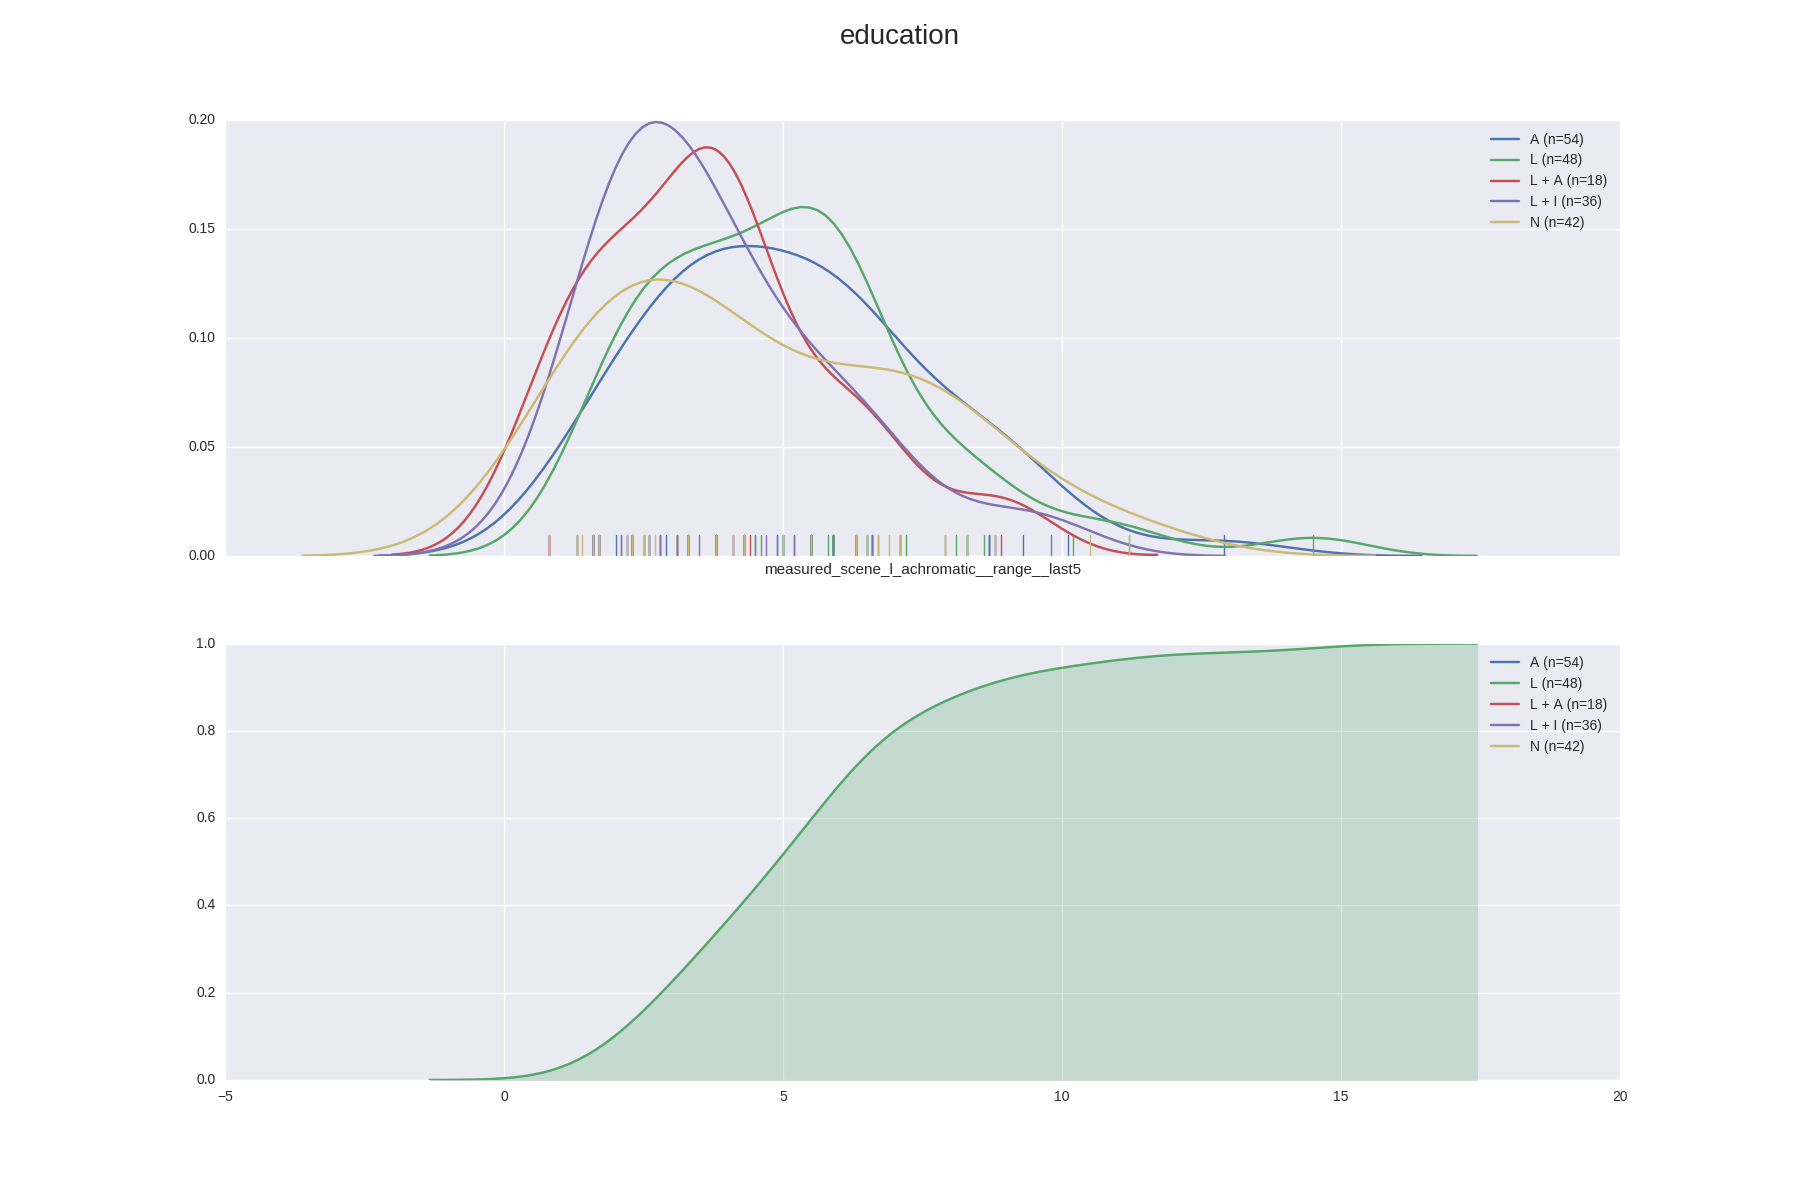 education
0.20
0.15
0.10
0.05
0.00
A (n=54)
L (n=48)
L + A (n=18)
L + I (n=36)
N (n=42)
measured_scene_l_achromatic__range__last5
1.0
0.8
0.6
0.4
0.2
0.0
A (n=54)
L (n=48)
L + A (n=18)
L + I (n=36)
N (n=42)
−5 0 5 10 15 20